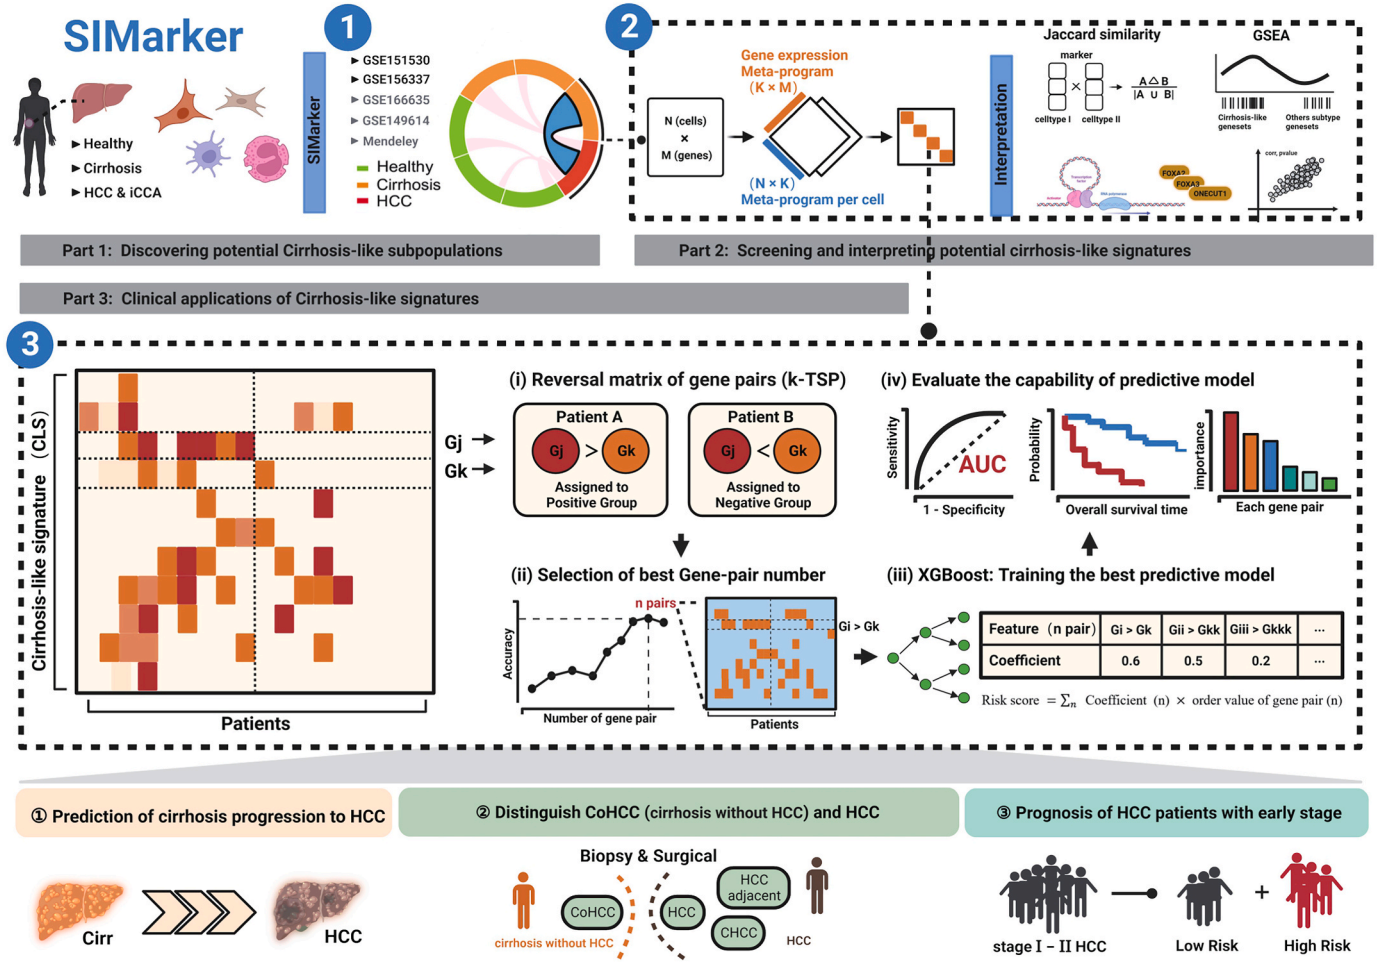 SIMarker
Healthy
Cirrhosis
HCC & iCCA
1
SIMarker
GSE151530
GSE156337
GSE166635
GSE149614
Mendeley
Healthy
Cirrhosis
HCC
2
N (cells)
×
M (genes)
Gene expression
Meta-program
(K × M)
(N × K)
Meta-program per cell
Interpretation
Jaccard similarity
marker
×
celltype I
celltype II
A △ B
|A ∪ B|
GSEA
Cirrhosis-like
genesets
Others subtype
genesets
FOXA2
FOXA3
ONECUT1
corr, pvalue
Part 1: Discovering potential Cirrhosis-like subpopulations
Part 2: Screening and interpreting potential cirrhosis-like signatures
Part 3: Clinical applications of Cirrhosis-like signatures
3
Cirrhosis-like signature (CLS)
Patients
Gj
Gk
(i) Reversal matrix of gene pairs (k-TSP)
Patient A
Gj > Gk
Assigned to
Positive Group
Patient B
Gj < Gk
Assigned to
Negative Group
(ii) Selection of best Gene-pair number
Accuracy
n pairs
Number of gene pair
Gi > Gk
Patients
(iv) Evaluate the capability of predictive model
Sensitivity
AUC
1 - Specificity
Probability
Overall survival time
importance
Each gene pair
(iii) XGBoost: Training the best predictive model
Feature (n pair) Gi > Gk Gii > Gkk Giii > Gkkk ...
Coefficient 0.6 0.5 0.2 ...
Risk score = ∑n Coefficient (n) × order value of gene pair (n)
① Prediction of cirrhosis progression to HCC
② Distinguish CoHCC (cirrhosis without HCC) and HCC
③ Prognosis of HCC patients with early stage
Cirr
HCC
Biopsy & Surgical
CoHCC
cirrhosis without HCC
HCC
HCC
adjacent
CHCC
HCC
stage I – II HCC
Low Risk
+
High Risk